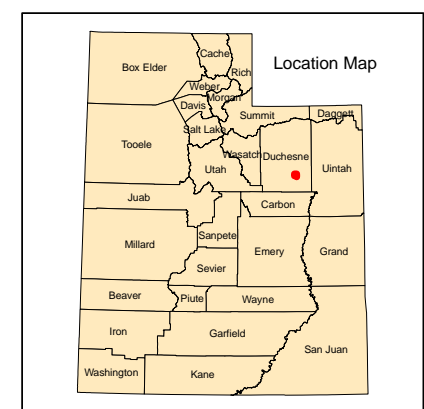 Location Map
Cache
Box Elder
Rich
Weber
Morgan
Davis
Summit
Daggett
Salt Lake
Tooele
Wasatch
Duchesne
Utah
Uintah
Juab
Carbon
Sanpete
Millard
Emery
Grand
Sevier
Beaver
Piute
Wayne
Iron
Garfield
San Juan
Washington
Kane